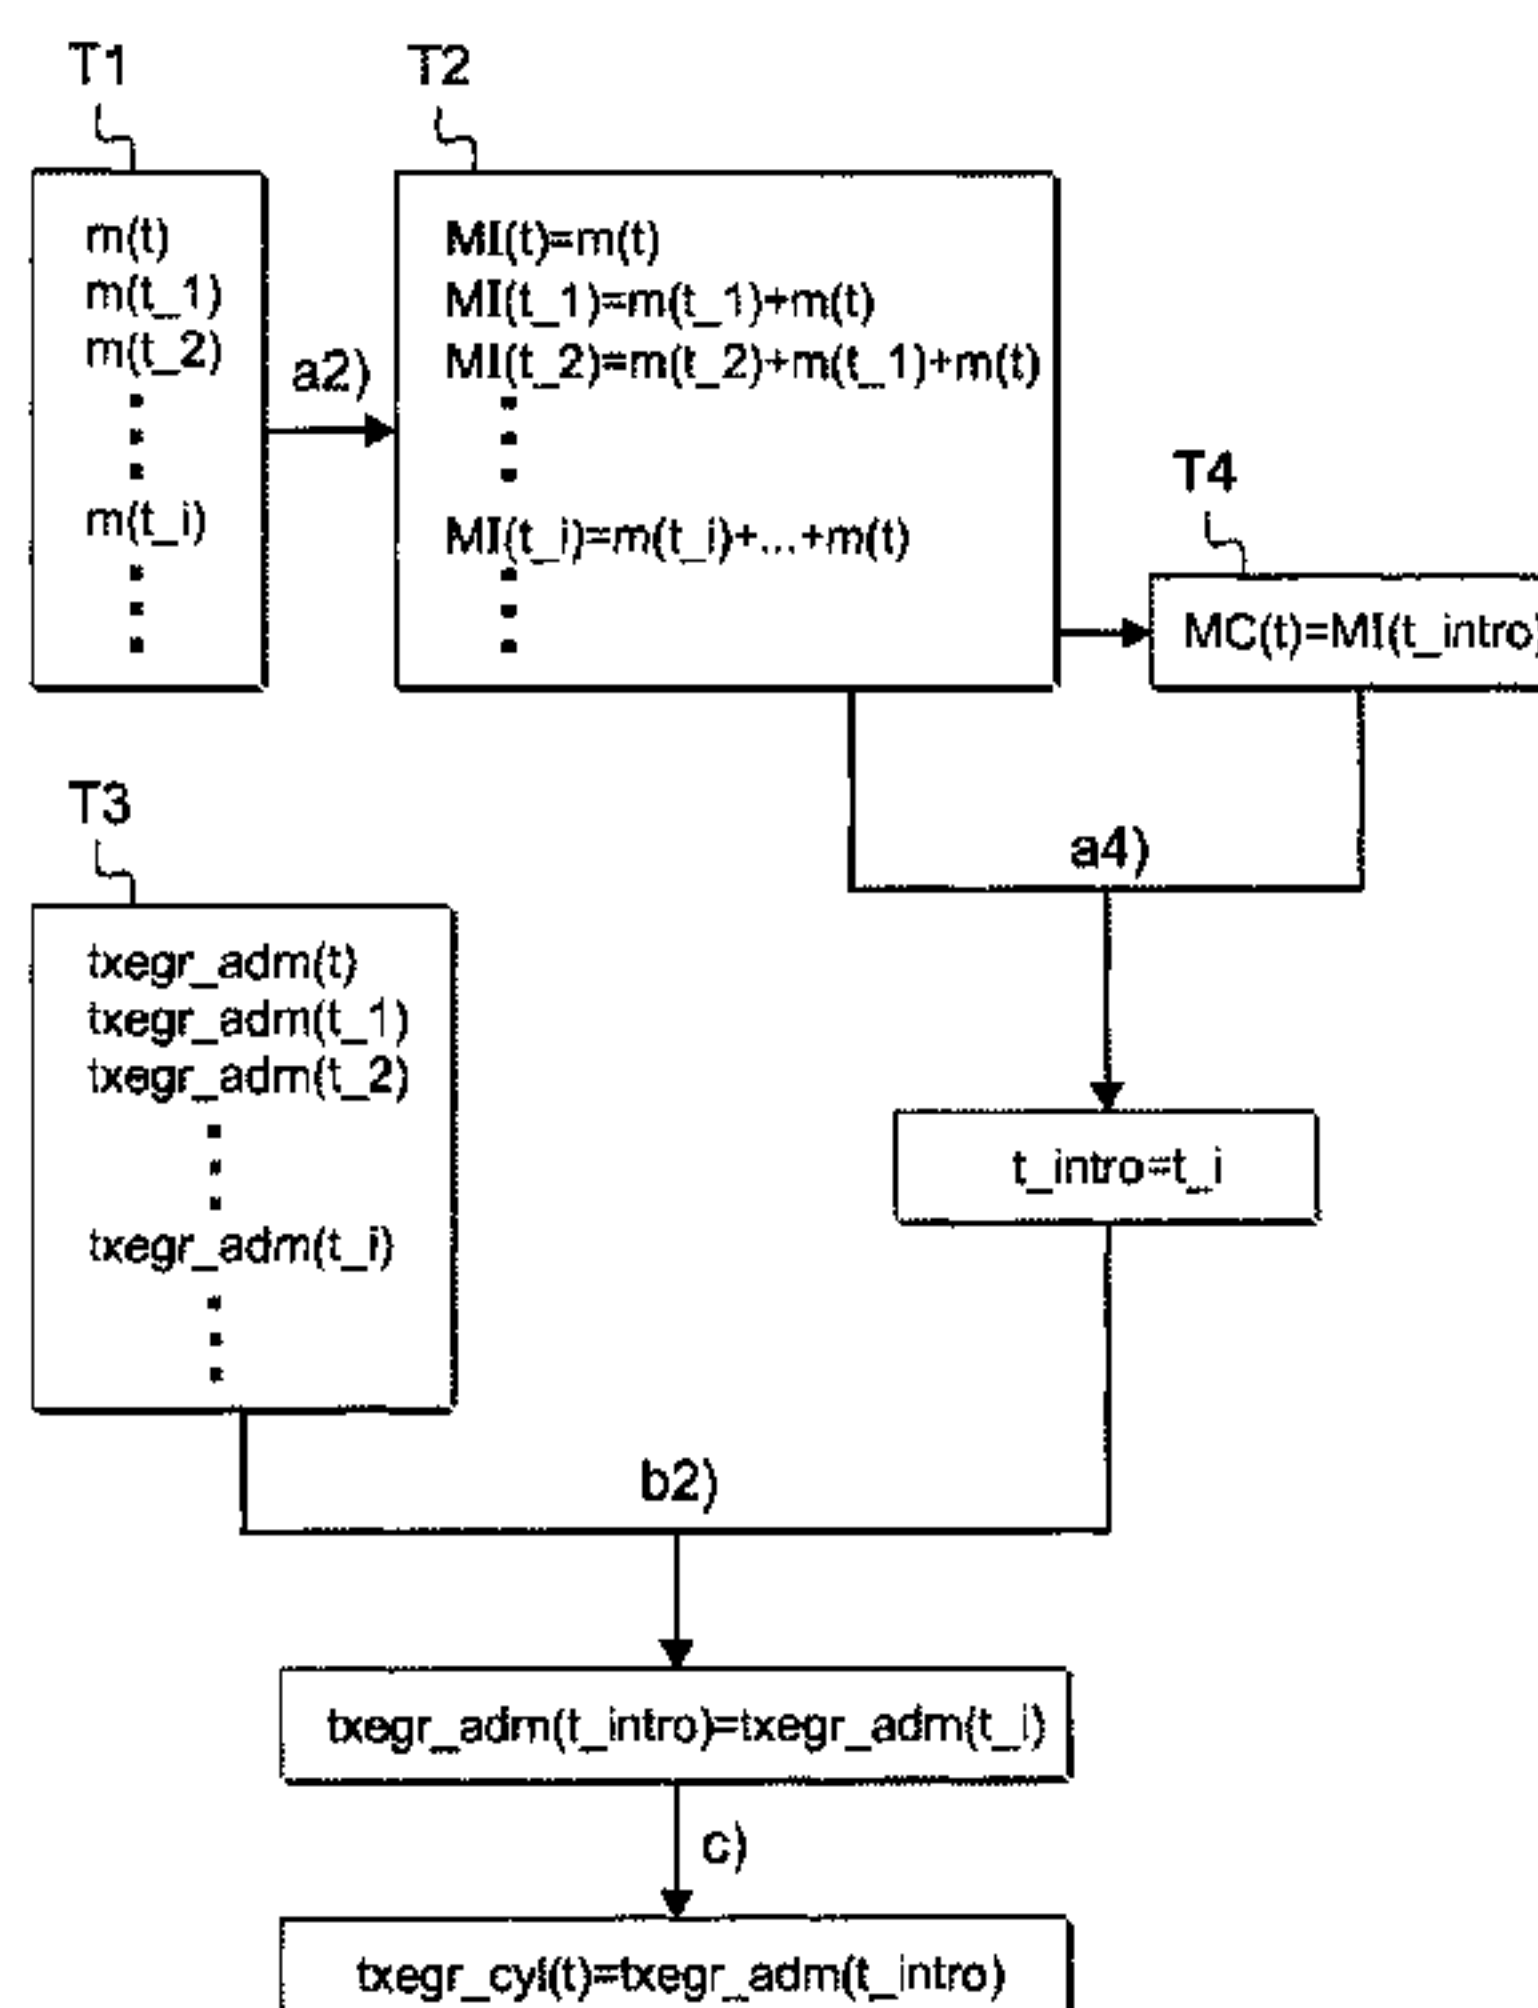 T1
T2
m(t)
m(t_1)
m(t_2)
m(t_i)
a2)
MI(t)=m(t)
MI(t_1)=m(t_1)+m(t)
MI(t_2)=m(t_2)+m(t_1)+m(t)
MI(t_i)=m(t_i)+...+m(t)
T4
MC(t)=MI(t_intro)
T3
a4)
txegr_adm(t)
txegr_adm(t_1)
txegr_adm(t_2)
txegr_adm(t_i)
t_intro=t_i
b2)
txegr_adm(t_intro)=txegr_adm(t_i)
c)
txegr_cyl(t)=txegr_adm(t_intro)